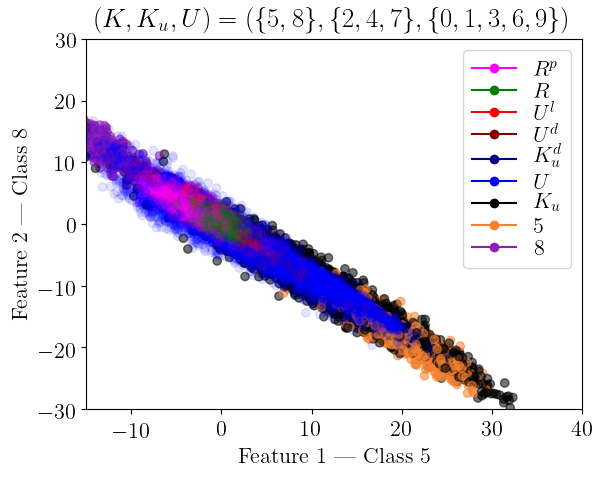 (K, K_u, U) = ({5, 8}, {2, 4, 7}, {0, 1, 3, 6, 9})
30
20
10
0
−10
−20
−30
Feature 2 — Class 8
R^p
R
U^l
U^d
K_u^d
U
K_u
5
8
−10
0
10
20
30
40
Feature 1 — Class 5